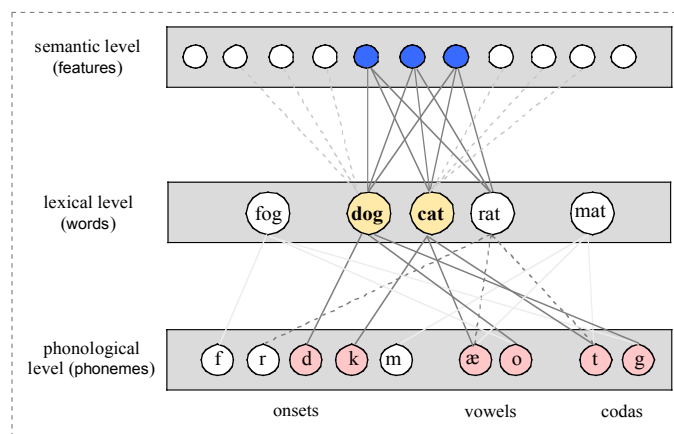 semantic level
(features)
lexical level
(words)
fog dog cat rat mat
phonological
level (phonemes)
f r d k m æ o t g
onsets vowels codas